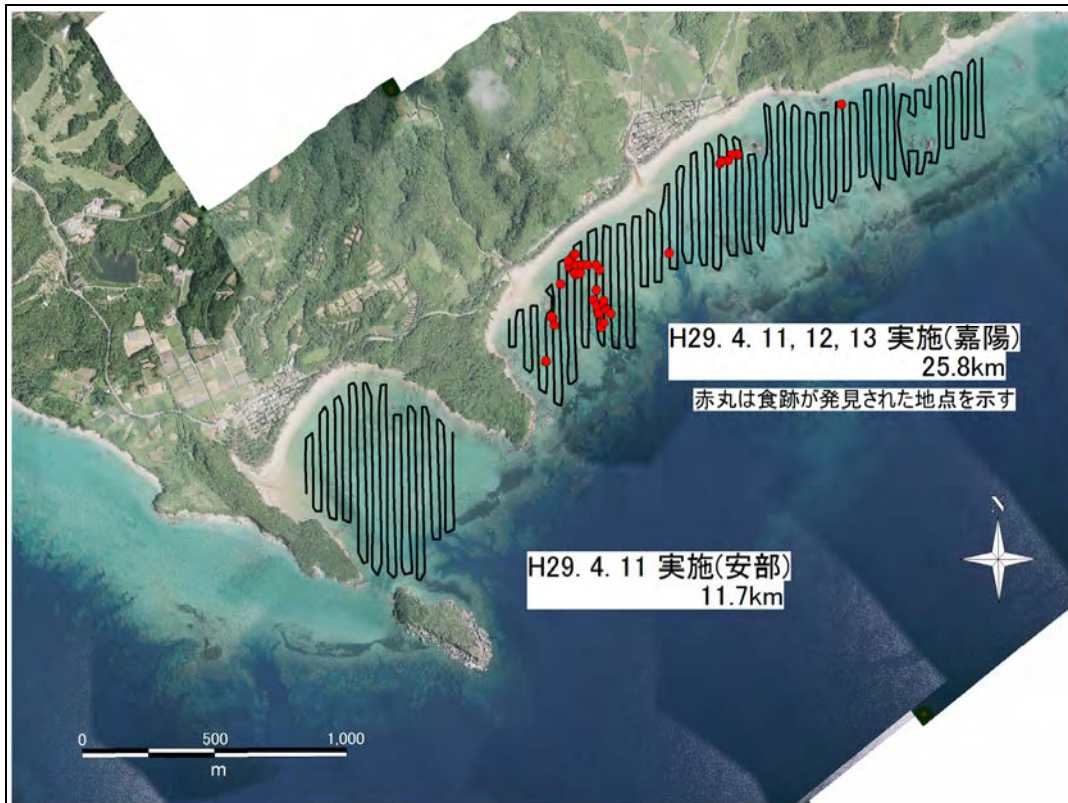 H29. 4. 11, 12, 13 実施(嘉陽)
25.8km
赤丸は食跡が発見された地点を示す
N
H29. 4. 11 実施(安部)
11.7km
0 500 1,000
m